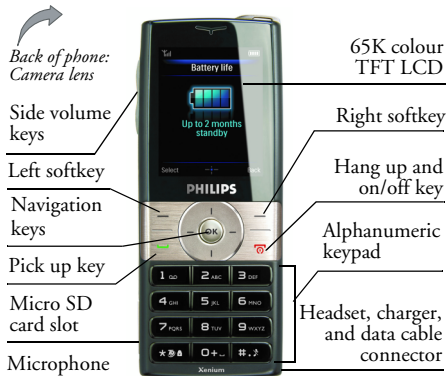 Back of phone:
Camera lens
Side volume
keys
Left softkey
Navigation
keys
Pick up key
Micro SD
card slot
Microphone
Battery life
Up to 2 months
standby
Select
Back
PHILIPS
OK
1
2 ABC
3 DEF
4 GHI
5 JKL
6 MNO
7 PQRS
8 TUV
9 WXYZ
*
0+
#
Xenium
65K colour
TFT LCD
Right softkey
Hang up and
on/off key
Alphanumeric
keypad
Headset, charger,
and data cable
connector